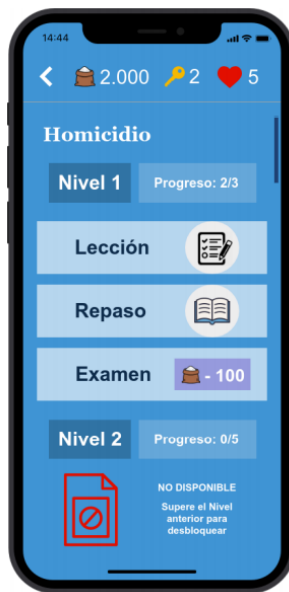 14:44
2.000 2 5
Homicidio
Nivel 1 Progreso: 2/3
Lección
Repaso
Examen - 100
Nivel 2 Progreso: 0/5
NO DISPONIBLE
Supere el Nivel
anterior para
desbloquear